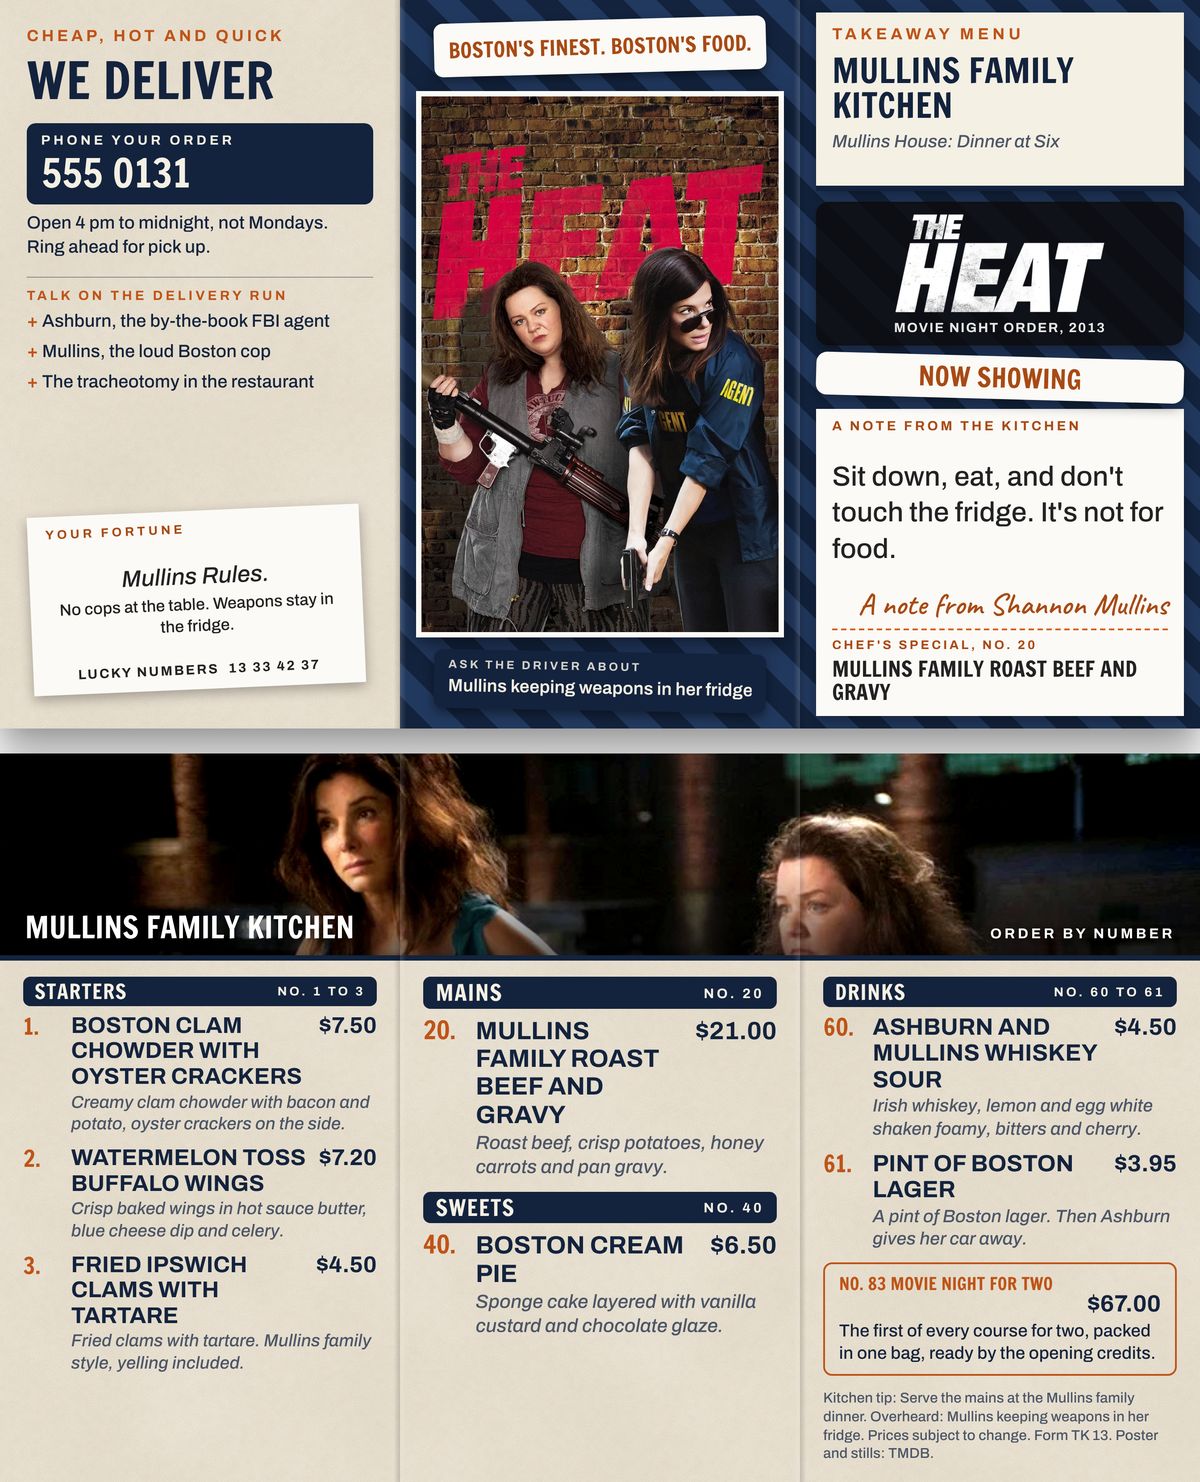 CHEAP, HOT AND QUICK
WE DELIVER
PHONE YOUR ORDER
555 0131
Open 4 pm to midnight, not Mondays.
Ring ahead for pick up.
TALK ON THE DELIVERY RUN
+ Ashburn, the by-the-book FBI agent
+ Mullins, the loud Boston cop
+ The tracheotomy in the restaurant
YOUR FORTUNE
Mullins Rules.
No cops at the table. Weapons stay in
the fridge.
LUCKY NUMBERS 13 33 42 37
BOSTON'S FINEST. BOSTON'S FOOD.
THE
HEAT
AGENT
GENT
ASK THE DRIVER ABOUT
Mullins keeping weapons in her fridge
TAKEAWAY MENU
MULLINS FAMILY
KITCHEN
Mullins House: Dinner at Six
THE
HEAT
MOVIE NIGHT ORDER, 2013
NOW SHOWING
A NOTE FROM THE KITCHEN
Sit down, eat, and don't
touch the fridge. It's not for
food.
A note from Shannon Mullins
CHEF'S SPECIAL, NO. 20
MULLINS FAMILY ROAST BEEF AND
GRAVY
MULLINS FAMILY KITCHEN
ORDER BY NUMBER
STARTERS NO. 1 TO 3
1. BOSTON CLAM $7.50
CHOWDER WITH
OYSTER CRACKERS
Creamy clam chowder with bacon and
potato, oyster crackers on the side.
2. WATERMELON TOSS $7.20
BUFFALO WINGS
Crisp baked wings in hot sauce butter,
blue cheese dip and celery.
3. FRIED IPSWICH $4.50
CLAMS WITH
TARTARE
Fried clams with tartare. Mullins family
style, yelling included.
MAINS NO. 20
20. MULLINS $21.00
FAMILY ROAST
BEEF AND
GRAVY
Roast beef, crisp potatoes, honey
carrots and pan gravy.
SWEETS NO. 40
40. BOSTON CREAM $6.50
PIE
Sponge cake layered with vanilla
custard and chocolate glaze.
DRINKS NO. 60 TO 61
60. ASHBURN AND $4.50
MULLINS WHISKEY
SOUR
Irish whiskey, lemon and egg white
shaken foamy, bitters and cherry.
61. PINT OF BOSTON $3.95
LAGER
A pint of Boston lager. Then Ashburn
gives her car away.
NO. 83 MOVIE NIGHT FOR TWO
$67.00
The first of every course for two, packed
in one bag, ready by the opening credits.
Kitchen tip: Serve the mains at the Mullins family
dinner. Overheard: Mullins keeping weapons in her
fridge. Prices subject to change. Form TK 13. Poster
and stills: TMDB.